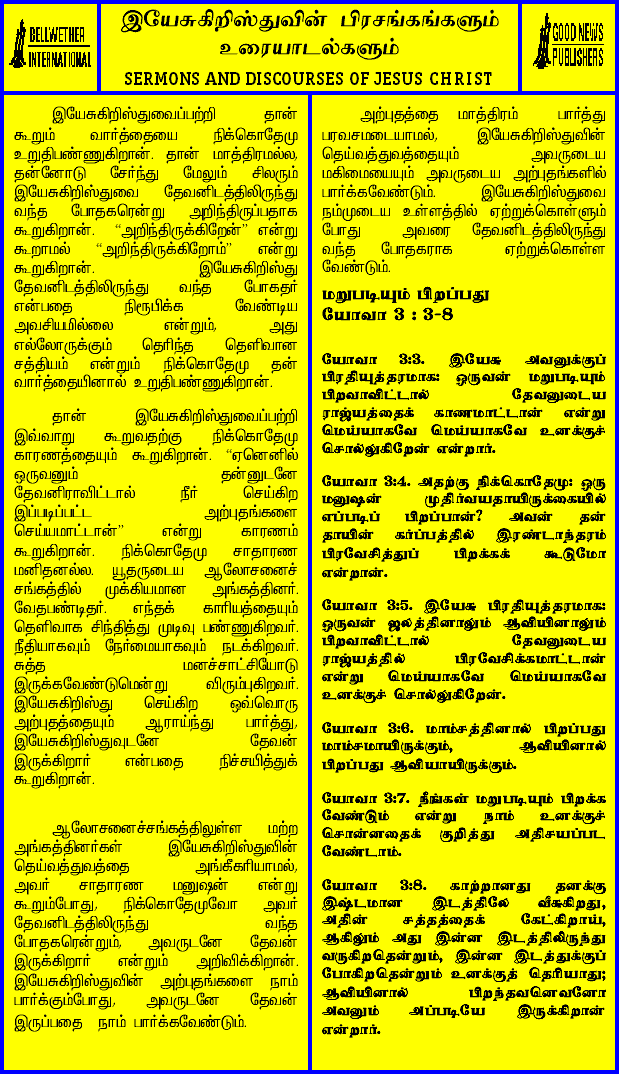 BELLWETHER
INTERNATIONAL
இயேசுகிறிஸ்துவின் பிரசங்கங்களும்
உரையாடல்களும்
SERMONS AND DISCOURSES OF JESUS CHRIST
GOOD NEWS
PUBLISHERS
இயேசுகிறிஸ்துவைப்பற்றி தான்
கூறும் வார்த்தையை நிக்கொதேமு
உறுதிபண்ணுகிறான். தான் மாத்திரமல்ல,
தன்னோடு சேர்ந்து மேலும் சிலரும்
இயேசுகிறிஸ்துவை தேவனிடத்திலிருந்து
வந்த போதகரென்று அறிந்திருப்பதாக
கூறுகிறான். “அறிந்திருக்கிறேன்” என்று
கூறாமல் “அறிந்திருக்கிறோம்” என்று
கூறுகிறான். இயேசுகிறிஸ்து
தேவனிடத்திலிருந்து வந்த போகதர்
என்பதை நிரூபிக்க வேண்டிய
அவசியமில்லை என்றும், அது
எல்லோருக்கும் தெரிந்த தெளிவான
சத்தியம் என்றும் நிக்கொதேமு தன்
வார்த்தையினால் உறுதிபண்ணுகிறான்.
தான் இயேசுகிறிஸ்துவைப்பற்றி
இவ்வாறு கூறுவதற்கு நிக்கொதேமு
காரணத்தையும் கூறுகிறான். “ஏனெனில்
ஒருவனும் தன்னுடனே
தேவனிராவிட்டால் நீர் செய்கிற
இப்படிப்பட்ட அற்புதங்களை
செய்யமாட்டான்” என்று காரணம்
கூறுகிறான். நிக்கொதேமு சாதாரண
மனிதனல்ல. யூதருடைய ஆலோசனைச்
சங்கத்தில் முக்கியமான அங்கத்தினர்.
வேதபண்டிதர். எந்தக் காரியத்தையும்
தெளிவாக சிந்தித்து முடிவு பண்ணுகிறவர்.
நீதியாகவும் நேர்மையாகவும் நடக்கிறவர்.
சுத்த மனச்சாட்சியோடு
இருக்கவேண்டுமென்று விரும்புகிறவர்.
இயேசுகிறிஸ்து செய்கிற ஒவ்வொரு
அற்புதத்தையும் ஆராய்ந்து பார்த்து,
இயேசுகிறிஸ்துவுடனே தேவன்
இருக்கிறார் என்பதை நிச்சயித்துக்
கூறுகிறான்.
ஆலோசனைச்சங்கத்திலுள்ள மற்ற
அங்கத்தினர்கள் இயேசுகிறிஸ்துவின்
தெய்வத்துவத்தை அங்கீகரியாமல்,
அவர் சாதாரண மனுஷன் என்று
கூறும்போது, நிக்கொதேமுவோ அவர்
தேவனிடத்திலிருந்து வந்த
போதகரென்றும், அவருடனே தேவன்
இருக்கிறார் என்றும் அறிவிக்கிறான்.
இயேசுகிறிஸ்துவின் அற்புதங்களை நாம்
பார்க்கும்போது, அவருடனே தேவன்
இருப்பதை நாம் பார்க்கவேண்டும்.
அற்புதத்தை மாத்திரம் பார்த்து
பரவசமடையாமல், இயேசுகிறிஸ்துவின்
தெய்வத்துவத்தையும் அவருடைய
மகிமையையும் அவருடைய அற்புதங்களில்
பார்க்கவேண்டும். இயேசுகிறிஸ்துவை
நம்முடைய உள்ளத்தில் ஏற்றுக்கொள்ளும்
போது அவரை தேவனிடத்திலிருந்து
வந்த போதகராக ஏற்றுக்கொள்ள
வேண்டும்.
மறுபடியும் பிறப்பது
யோவா 3 : 3-8
யோவா 3:3. இயேசு அவனுக்குப்
பிரதியுத்தரமாக: ஒருவன் மறுபடியும்
பிறவாவிட்டால் தேவனுடைய
ராஜ்யத்தைக் காணமாட்டான் என்று
மெய்யாகவே மெய்யாகவே உனக்குச்
சொல்லுகிறேன் என்றார்.
யோவா 3:4. அதற்கு நிக்கொதேமு: ஒரு
மனுஷன் முதிர்வயதாயிருக்கையில்
எப்படிப் பிறப்பான்? அவன் தன்
தாயின் கர்ப்பத்தில் இரண்டாந்தரம்
பிரவேசித்துப் பிறக்கக் கூடுமோ
என்றான்.
யோவா 3:5. இயேசு பிரதியுத்தரமாக:
ஒருவன் ஜலத்தினாலும் ஆவியினாலும்
பிறவாவிட்டால் தேவனுடைய
ராஜ்யத்தில் பிரவேசிக்கமாட்டான்
என்று மெய்யாகவே மெய்யாகவே
உனக்குச் சொல்லுகிறேன்.
யோவா 3:6. மாம்சத்தினால் பிறப்பது
மாம்சமாயிருக்கும், ஆவியினால்
பிறப்பது ஆவியாயிருக்கும்.
யோவா 3:7. நீங்கள் மறுபடியும் பிறக்க
வேண்டும் என்று நாம் உனக்குச்
சொன்னதைக் குறித்து அதிசயப்பட
வேண்டாம்.
யோவா 3:8. காற்றானது தனக்கு
இஷ்டமான இடத்திலே வீசுகிறது,
அதின் சத்தத்தைக் கேட்கிறாய்,
ஆகிலும் அது இன்ன இடத்திலிருந்து
வருகிறதென்றும், இன்ன இடத்துக்குப்
போகிறதென்றும் உனக்குத் தெரியாது;
ஆவியினால் பிறந்தவனெவனோ
அவனும் அப்படியே இருக்கிறான்
என்றார்.